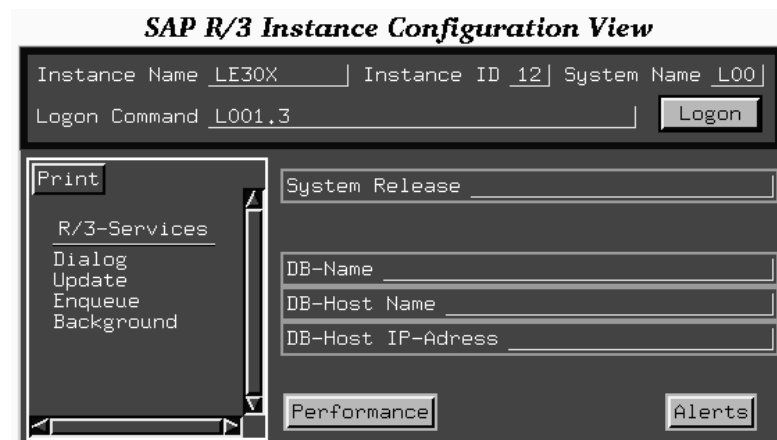 SAP R/3 Instance Configuration View
Instance Name LE30X Instance ID 12 System Name L00
Logon Command L001.3 Logon
Print
System Release
R/3-Services
Dialog
Update
Enqueue
Background
DB-Name
DB-Host Name
DB-Host IP-Adress
Performance Alerts